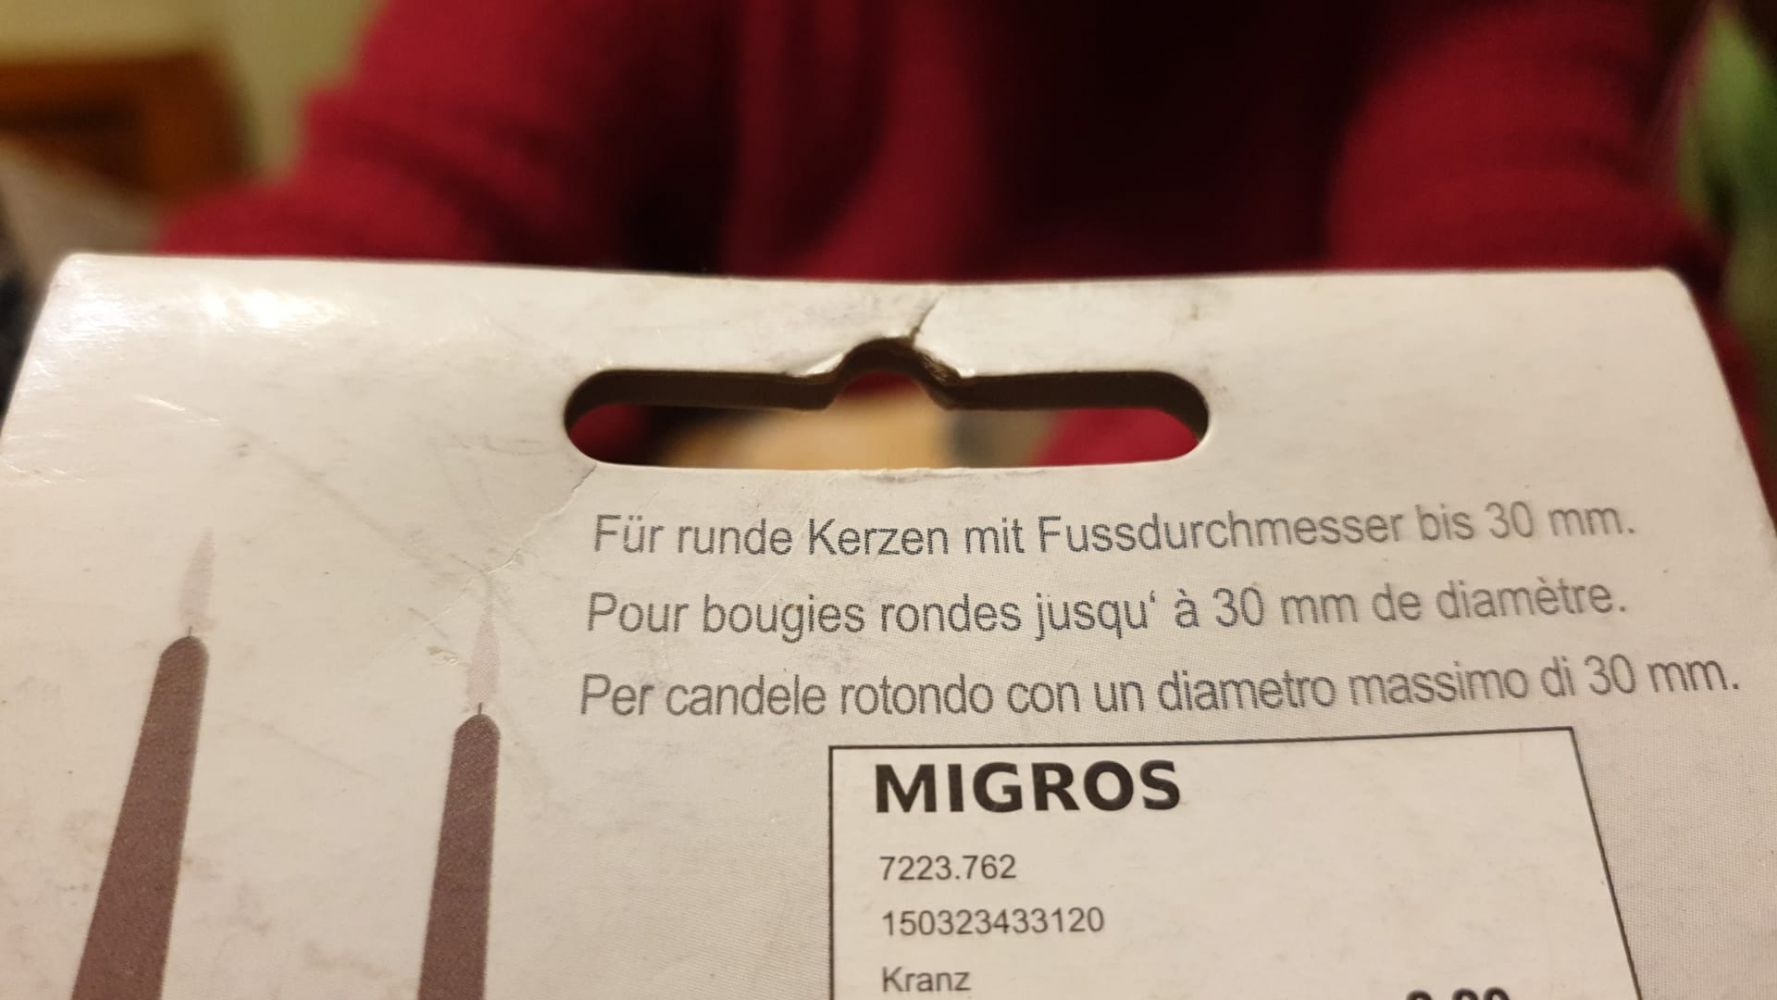 Für runde Kerzen mit Fussdurchmesser bis 30 mm.
Pour bougies rondes jusqu‘ à 30 mm de diamètre.
Per candele rotondo con un diametro massimo di 30 mm.
MIGROS
7223.762
150323433120
Kranz